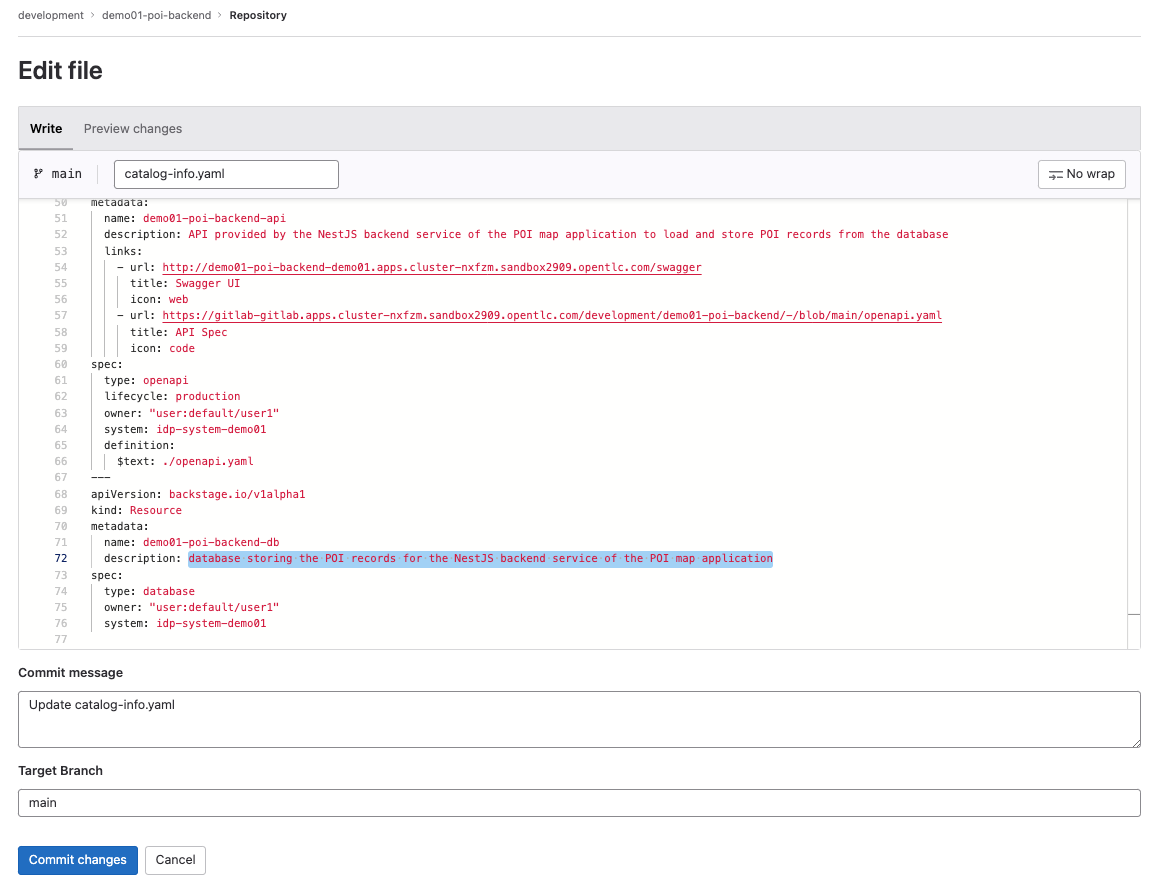 development › demo01-poi-backend › Repository
Edit file
Write Preview changes
main catalog-info.yaml No wrap
50 metadata:
51 name: demo01-poi-backend-api
52 description: API provided by the NestJS backend service of the POI map application to load and store POI records from the database
53 links:
54 - url: http://demo01-poi-backend-demo01.apps.cluster-nxfzm.sandbox2909.opentlc.com/swagger
55 title: Swagger UI
56 icon: web
57 - url: https://gitlab-gitlab.apps.cluster-nxfzm.sandbox2909.opentlc.com/development/demo01-poi-backend/-/blob/main/openapi.yaml
58 title: API Spec
59 icon: code
60 spec:
61 type: openapi
62 lifecycle: production
63 owner: "user:default/user1"
64 system: idp-system-demo01
65 definition:
66 $text: ./openapi.yaml
67 ---
68 apiVersion: backstage.io/v1alpha1
69 kind: Resource
70 metadata:
71 name: demo01-poi-backend-db
72 description: database storing the POI records for the NestJS backend service of the POI map application
73 spec:
74 type: database
75 owner: "user:default/user1"
76 system: idp-system-demo01
77
Commit message
Update catalog-info.yaml
Target Branch
main
Commit changes Cancel